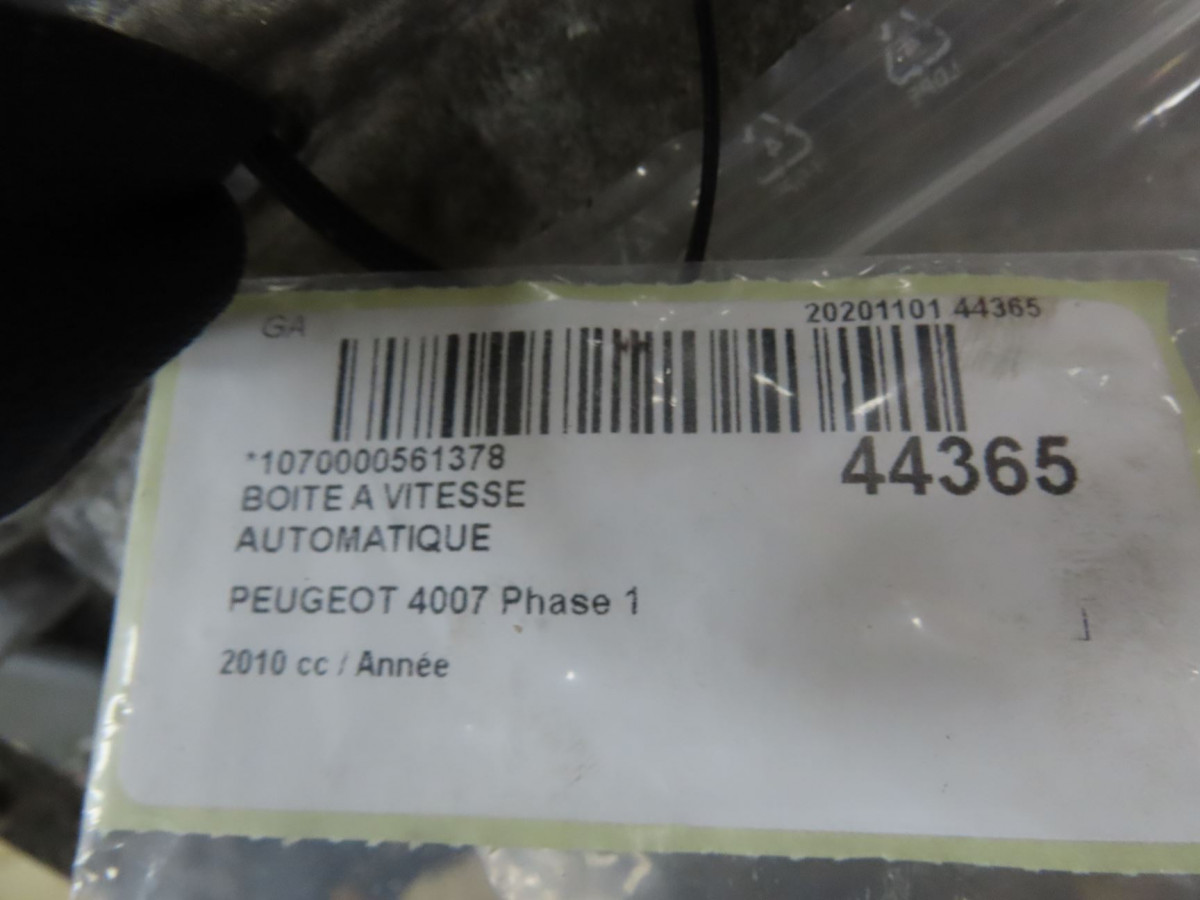 GA
20201101 44365
*1070000561378
44365
BOITE A VITESSE
AUTOMATIQUE
PEUGEOT 4007 Phase 1
2010 cc / Année